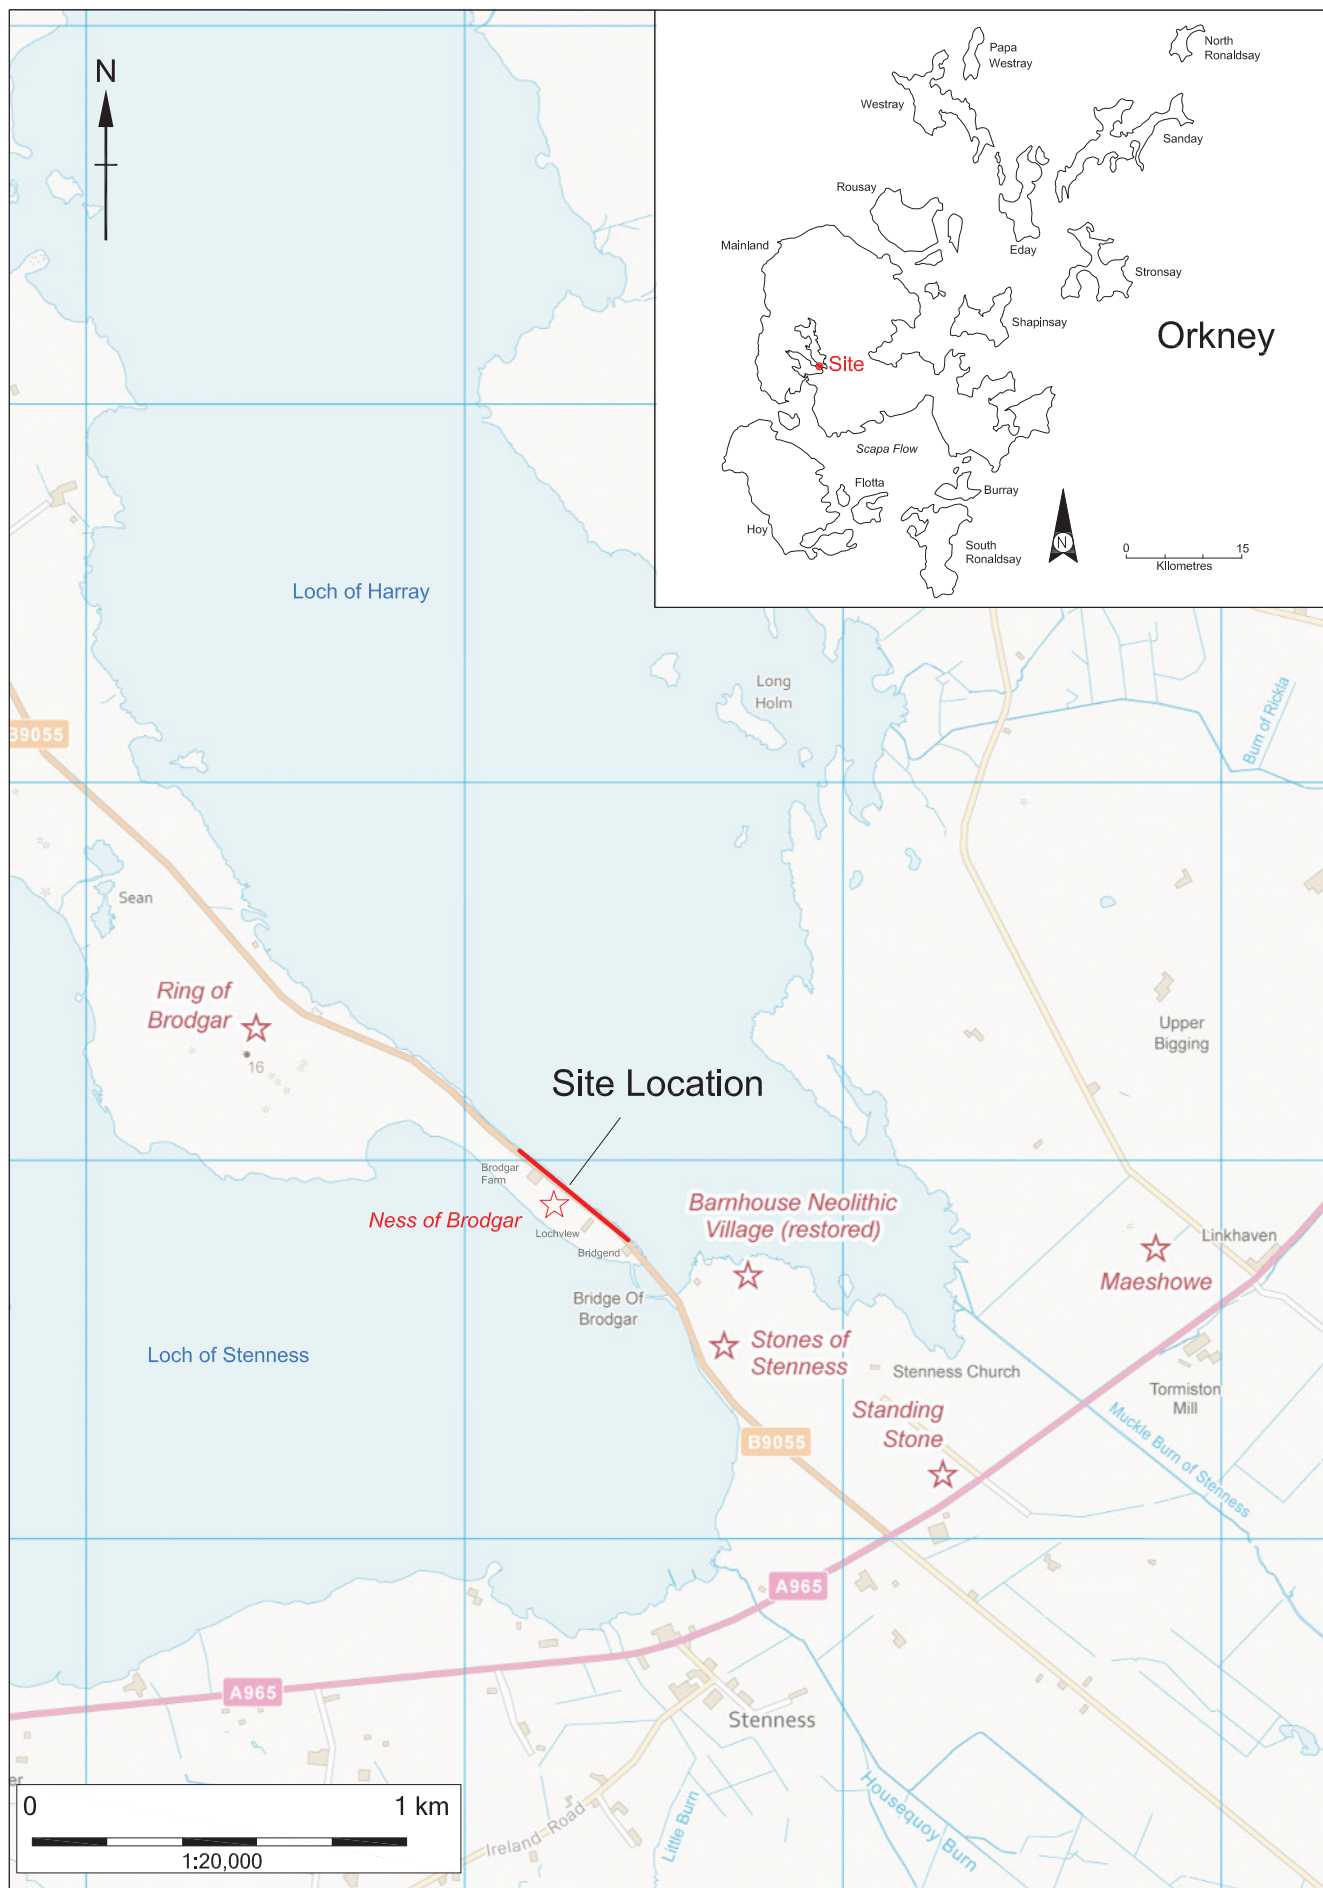 N
Papa
Westray
North
Ronaldsay
Westray
Sanday
Rousay
Mainland
Eday
Stronsay
Shapinsay
Orkney
Site
Scapa Flow
Flotta
Burray
Hoy
South
Ronaldsay
N
0 15
KIlometres
Loch of Harray
Long
Holm
Burn of Rickla
B9055
Sean
Ring of
Brodgar
16
Upper
Bigging
Site Location
Brodgar
Farm
Ness of Brodgar
Lochview
Bridgend
Barnhouse Neolithic
Village (restored)
Linkhaven
Maeshowe
Bridge Of
Brodgar
Loch of Stenness
Stones of
Stenness
Stenness Church
Tormiston
Mill
Standing
Stone
Muckle Burn of Stenness
B9055
A965
A965
Stenness
er
Housequoy Burn
Little Burn
Ireland Road
0 1 km
1:20,000